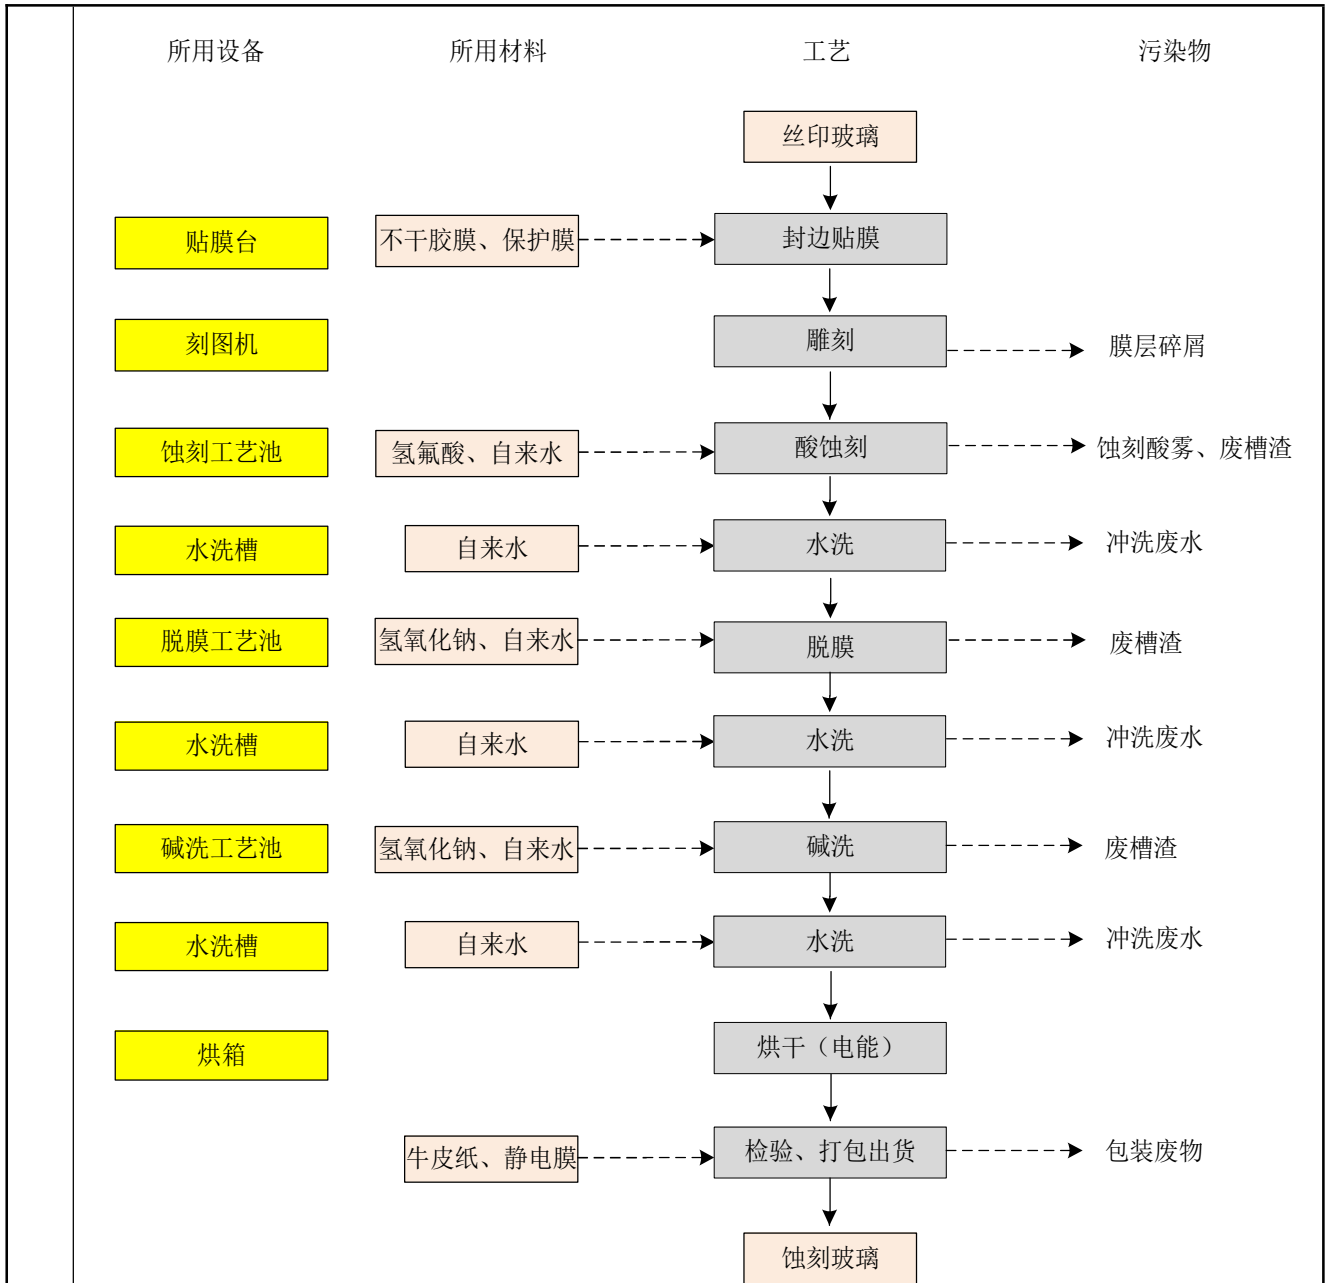 所用设备 所用材料 工艺 污染物
丝印玻璃
贴膜台 不干胶膜、保护膜 封边贴膜
刻图机 雕刻 膜层碎屑
蚀刻工艺池 氢氟酸、自来水 酸蚀刻 蚀刻酸雾、废槽渣
水洗槽 自来水 水洗 冲洗废水
脱膜工艺池 氢氧化钠、自来水 脱膜 废槽渣
水洗槽 自来水 水洗 冲洗废水
碱洗工艺池 氢氧化钠、自来水 碱洗 废槽渣
水洗槽 自来水 水洗 冲洗废水
烘箱 烘干（电能）
牛皮纸、静电膜 检验、打包出货 包装废物
蚀刻玻璃